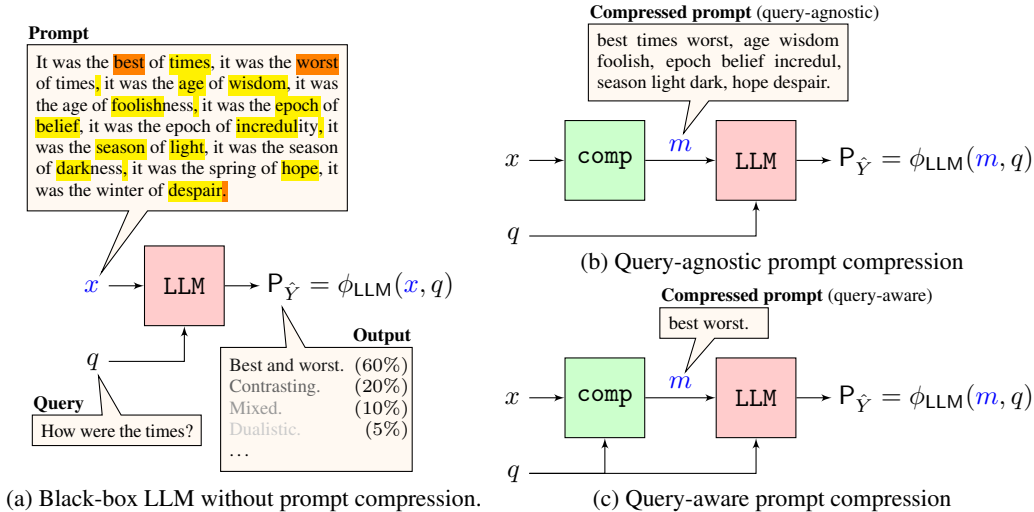 Prompt
It was the best of times, it was the worst
of times, it was the age of wisdom, it was
the age of foolishness, it was the epoch of
belief, it was the epoch of incredulity, it
was the season of light, it was the season
of darkness, it was the spring of hope, it
was the winter of despair.
x
LLM
P_Ŷ = ϕ_LLM(x, q)
q
Query
How were the times?
Output
Best and worst. (60%)
Contrasting. (20%)
Mixed. (10%)
Dualistic. (5%)
...
(a) Black-box LLM without prompt compression.
Compressed prompt (query-agnostic)
best times worst, age wisdom
foolish, epoch belief incredul,
season light dark, hope despair.
x
comp
m
LLM
P_Ŷ = ϕ_LLM(m, q)
q
(b) Query-agnostic prompt compression
Compressed prompt (query-aware)
best worst.
x
comp
m
LLM
P_Ŷ = ϕ_LLM(m, q)
q
(c) Query-aware prompt compression